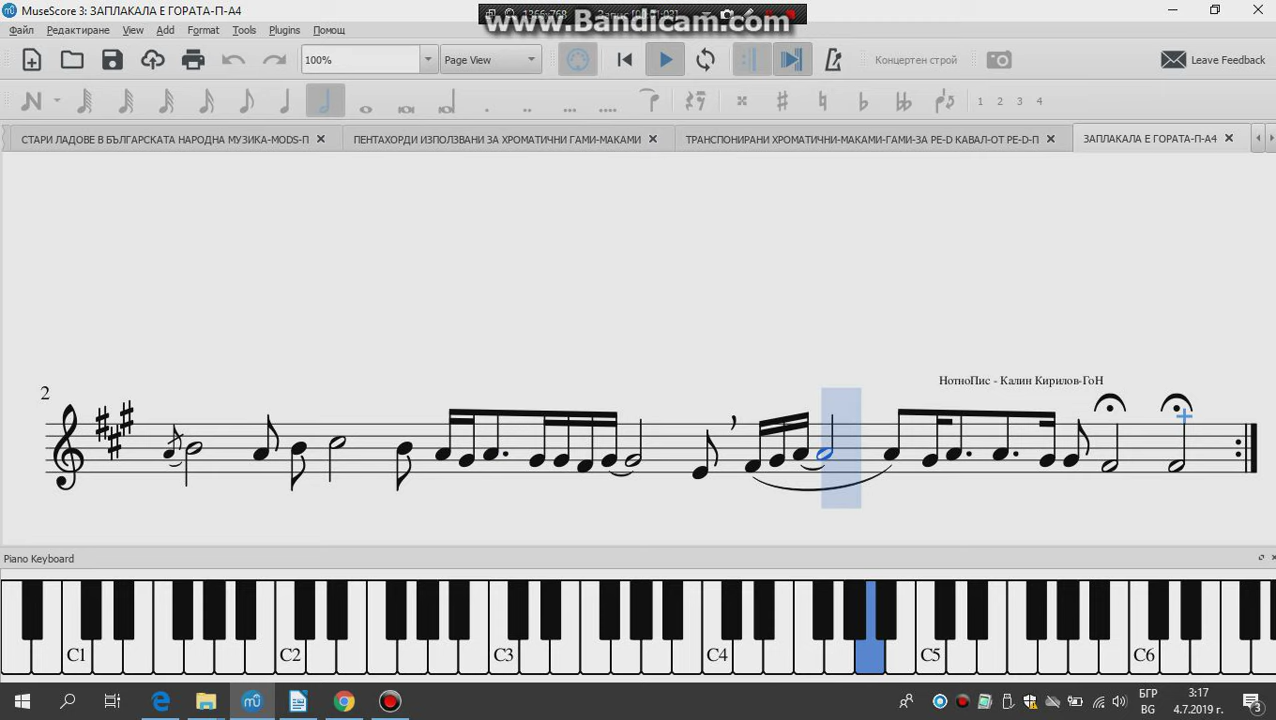 MuseScore 3: ЗАПЛАКАЛА Е ГОРАТА-П-А4
www.Bandicam.com
Файл Редактиране View Add Format Tools Plugins Помощ
100% Page View Концертен строй Leave Feedback
1 2 3 4
СТАРИ ЛАДОВЕ В БЪЛГАРСКАТА НАРОДНА МУЗИКА-MODS-П ПЕНТАХОРДИ ИЗПОЛЗВАНИ ЗА ХРОМАТИЧНИ ГАМИ-МАКАМИ ТРАНСПОНИРАНИ ХРОМАТИЧНИ-МАКАМИ-ГАМИ-ЗА РЕ-D КАВАЛ-ОТ РЕ-D-П ЗАПЛАКАЛА Е ГОРАТА-П-А4
НотноПис - Калин Кирилов-ГоН
2
Piano Keyboard
C1 C2 C3 C4 C5 C6
БГР 3:17
BG 4.7.2019 г. 3